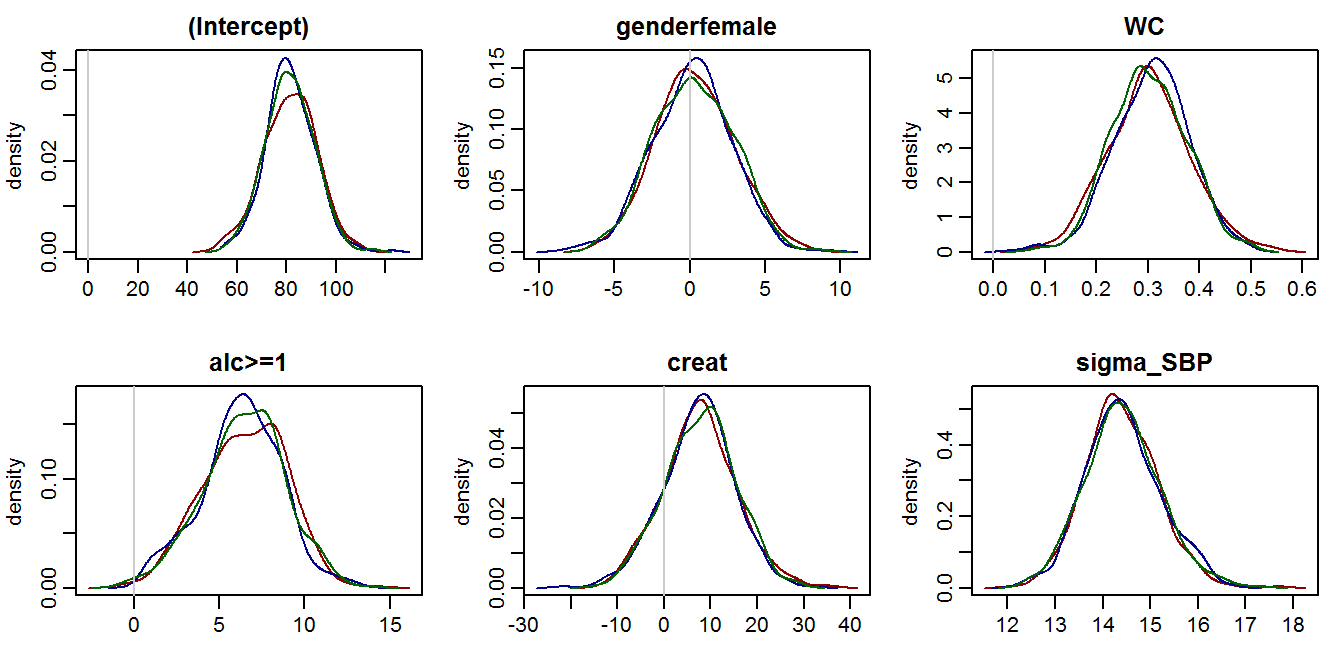 (Intercept)
density
0.00 0.02 0.04
0 20 40 60 80 100
genderfemale
density
0.00 0.05 0.10 0.15
-10 -5 0 5 10
WC
density
0 1 2 3 4 5
0.0 0.1 0.2 0.3 0.4 0.5 0.6
alc>=1
density
0.00 0.10
0 5 10 15
creat
density
0.00 0.02 0.04
-30 -10 0 10 20 30 40
sigma_SBP
density
0.0 0.2 0.4
12 13 14 15 16 17 18